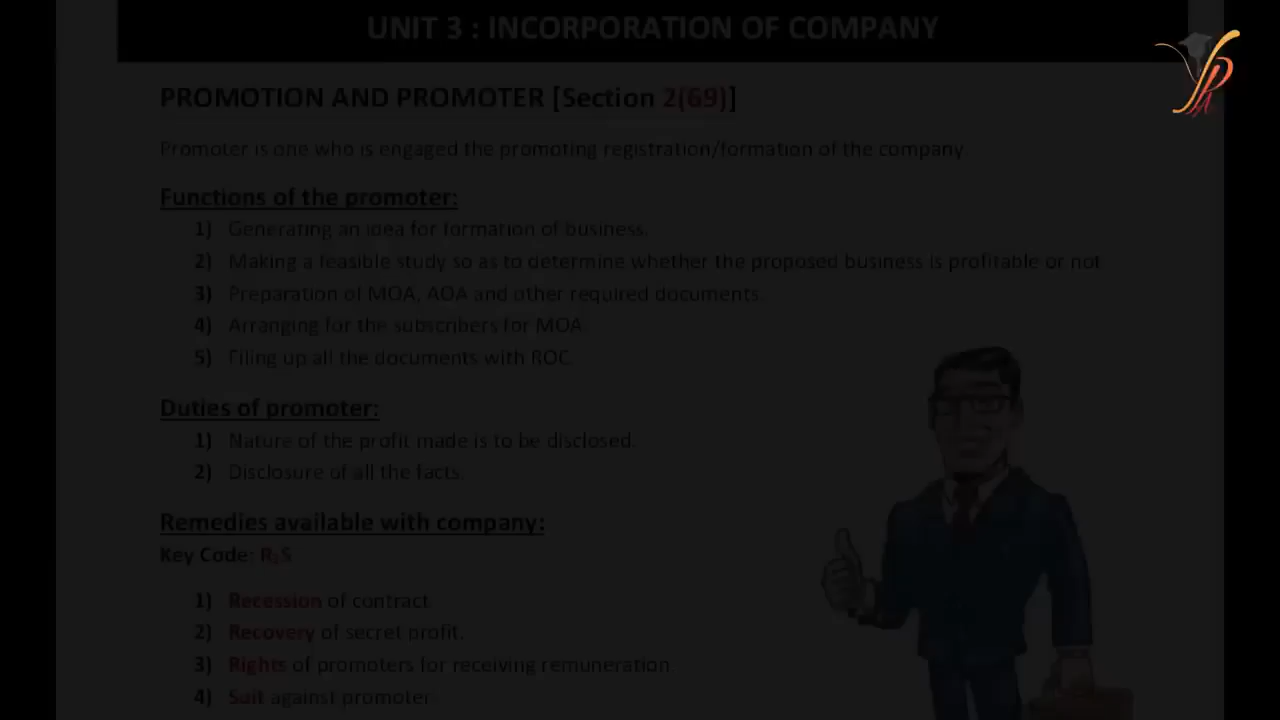 UNIT 3 : INCORPORATION OF COMPANY
PROMOTION AND PROMOTER [Section 2(69)]
Promoter is one who is engaged the promoting registration/formation of the company
Functions of the promoter:
1) Generating an idea for formation of business.
2) Making a feasible study so as to determine whether the proposed business is profitable or not
3) Preparation of MOA, AOA and other required documents.
4) Arranging for the subscribers for MOA
5) Filing up all the documents with ROC.
Duties of promoter:
1) Nature of the profit made is to be disclosed.
2) Disclosure of all the facts.
Remedies available with company:
Key Code: R₃S
1) Recession of contract
2) Recovery of secret profit.
3) Rights of promoters for receiving remuneration
4) Suit against promoter.